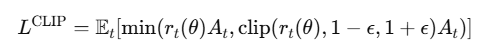 L^CLIP = 𝔼_t[min(r_t(θ)A_t, clip(r_t(θ), 1 − ϵ, 1 + ϵ)A_t)]